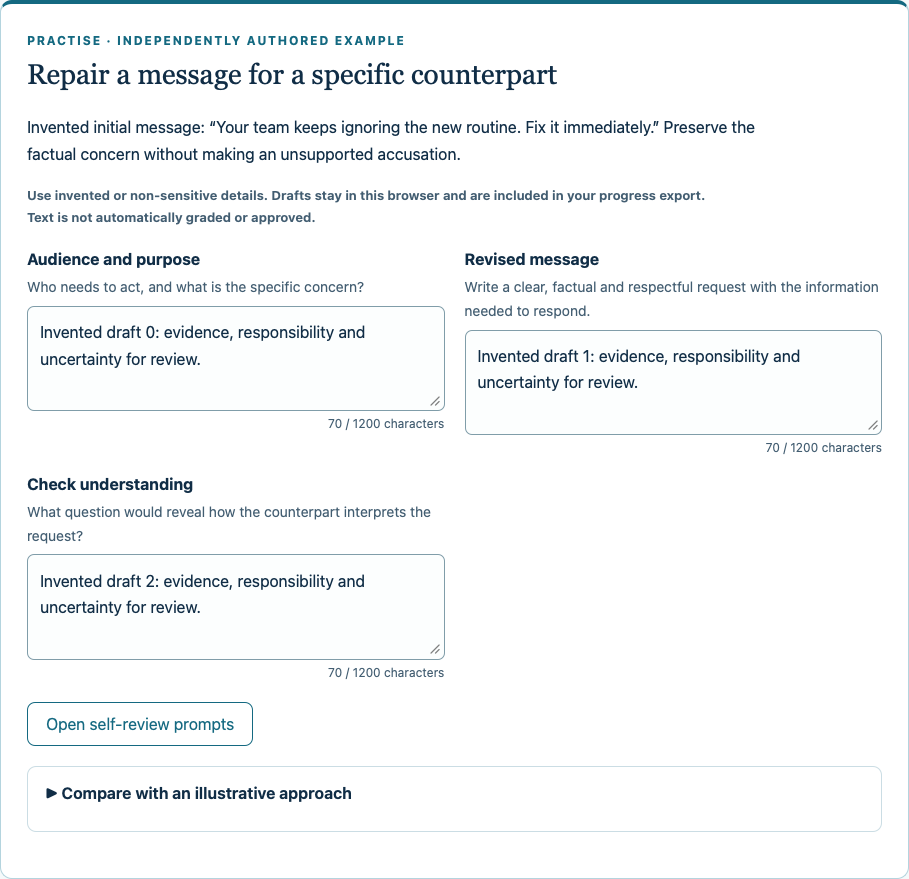 PRACTISE · INDEPENDENTLY AUTHORED EXAMPLE
Repair a message for a specific counterpart
Invented initial message: “Your team keeps ignoring the new routine. Fix it immediately.” Preserve the
factual concern without making an unsupported accusation.
Use invented or non-sensitive details. Drafts stay in this browser and are included in your progress export.
Text is not automatically graded or approved.
Audience and purpose
Who needs to act, and what is the specific concern?
Invented draft 0: evidence, responsibility and
uncertainty for review.
70 / 1200 characters
Revised message
Write a clear, factual and respectful request with the information
needed to respond.
Invented draft 1: evidence, responsibility and
uncertainty for review.
70 / 1200 characters
Check understanding
What question would reveal how the counterpart interprets the
request?
Invented draft 2: evidence, responsibility and
uncertainty for review.
70 / 1200 characters
Open self-review prompts
Compare with an illustrative approach